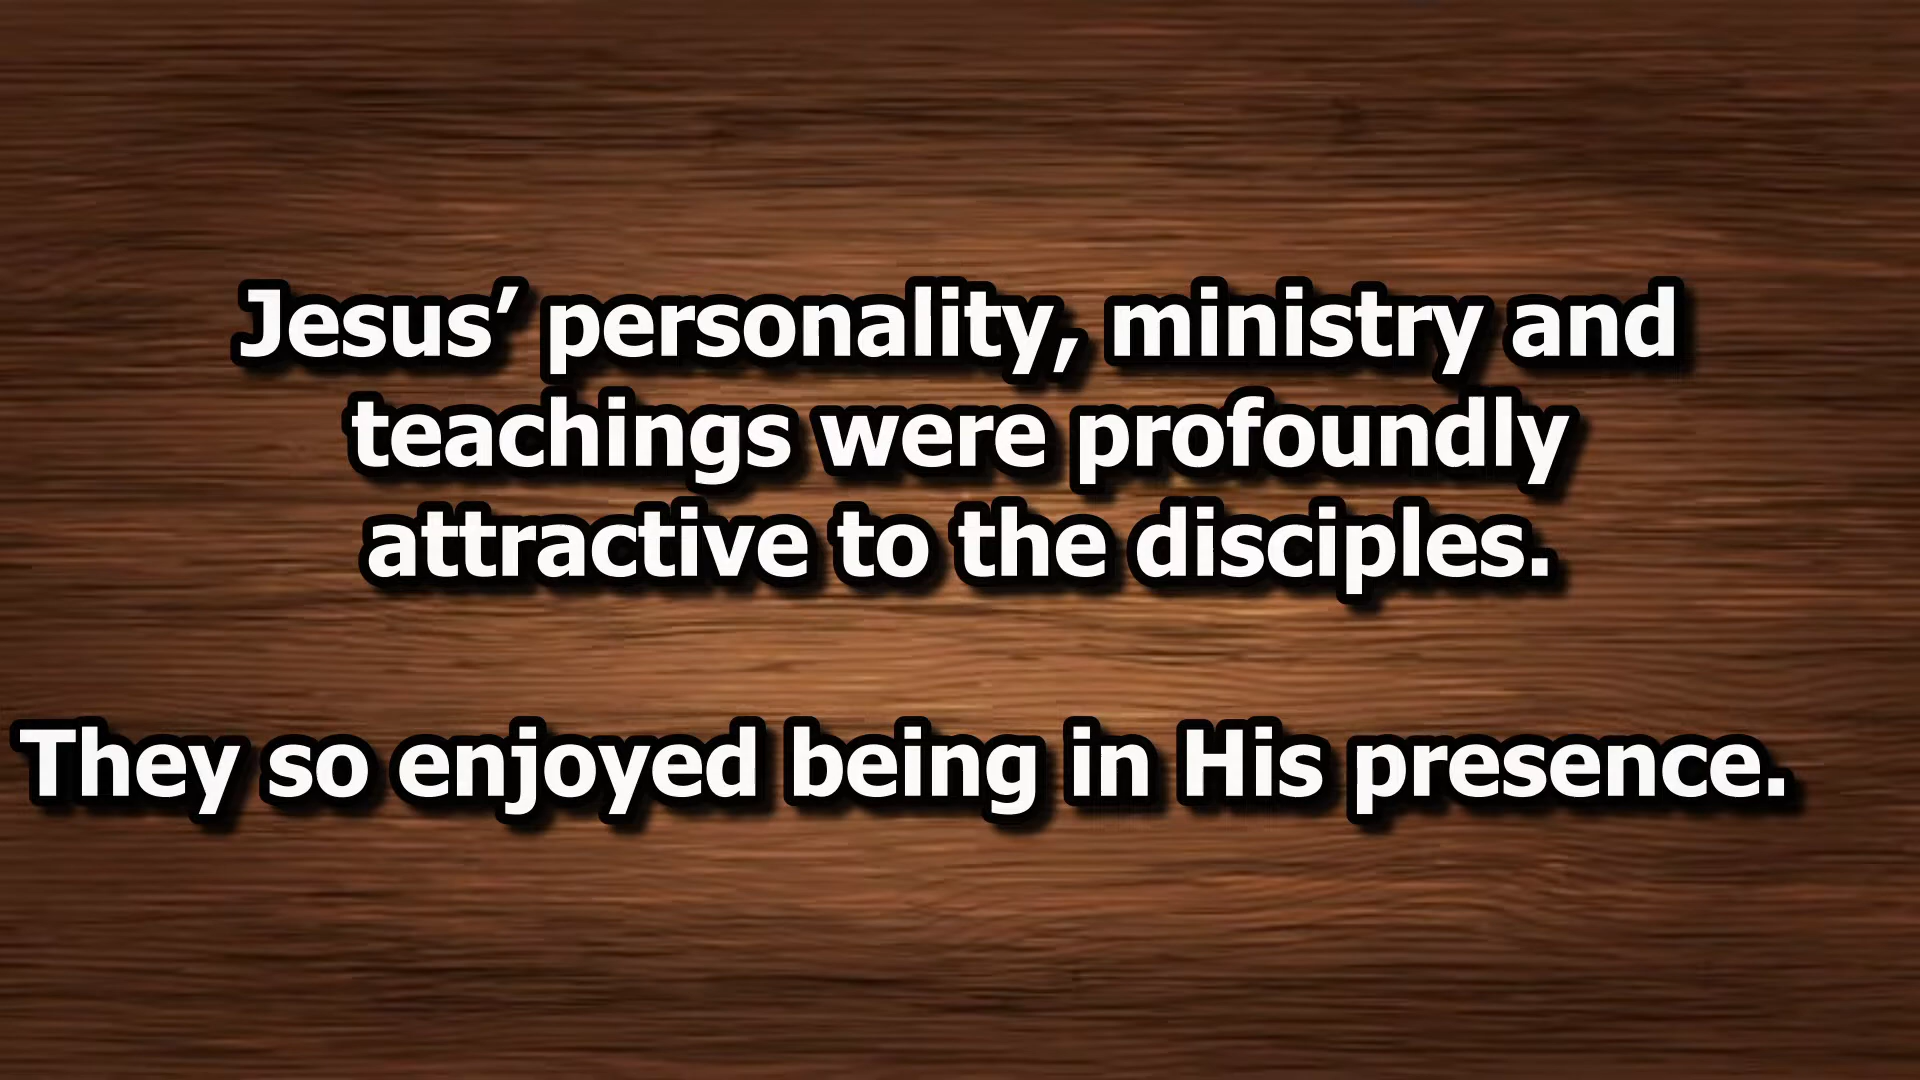 Jesus’ personality, ministry and
teachings were profoundly
attractive to the disciples.
They so enjoyed being in His presence.